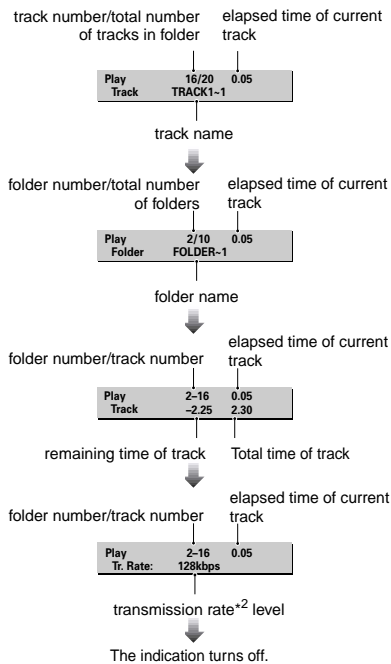 track number/total number of tracks in folder
elapsed time of current track
Play 16/20 0.05
Track TRACK1~1
track name
folder number/total number of folders
elapsed time of current track
Play 2/10 0.05
Folder FOLDER~1
folder name
folder number/track number
elapsed time of current track
Play 2–16 0.05
Track –2.25 2.30
remaining time of track
Total time of track
folder number/track number
elapsed time of current track
Play 2–16 0.05
Tr. Rate: 128kbps
transmission rate*2 level
The indication turns off.